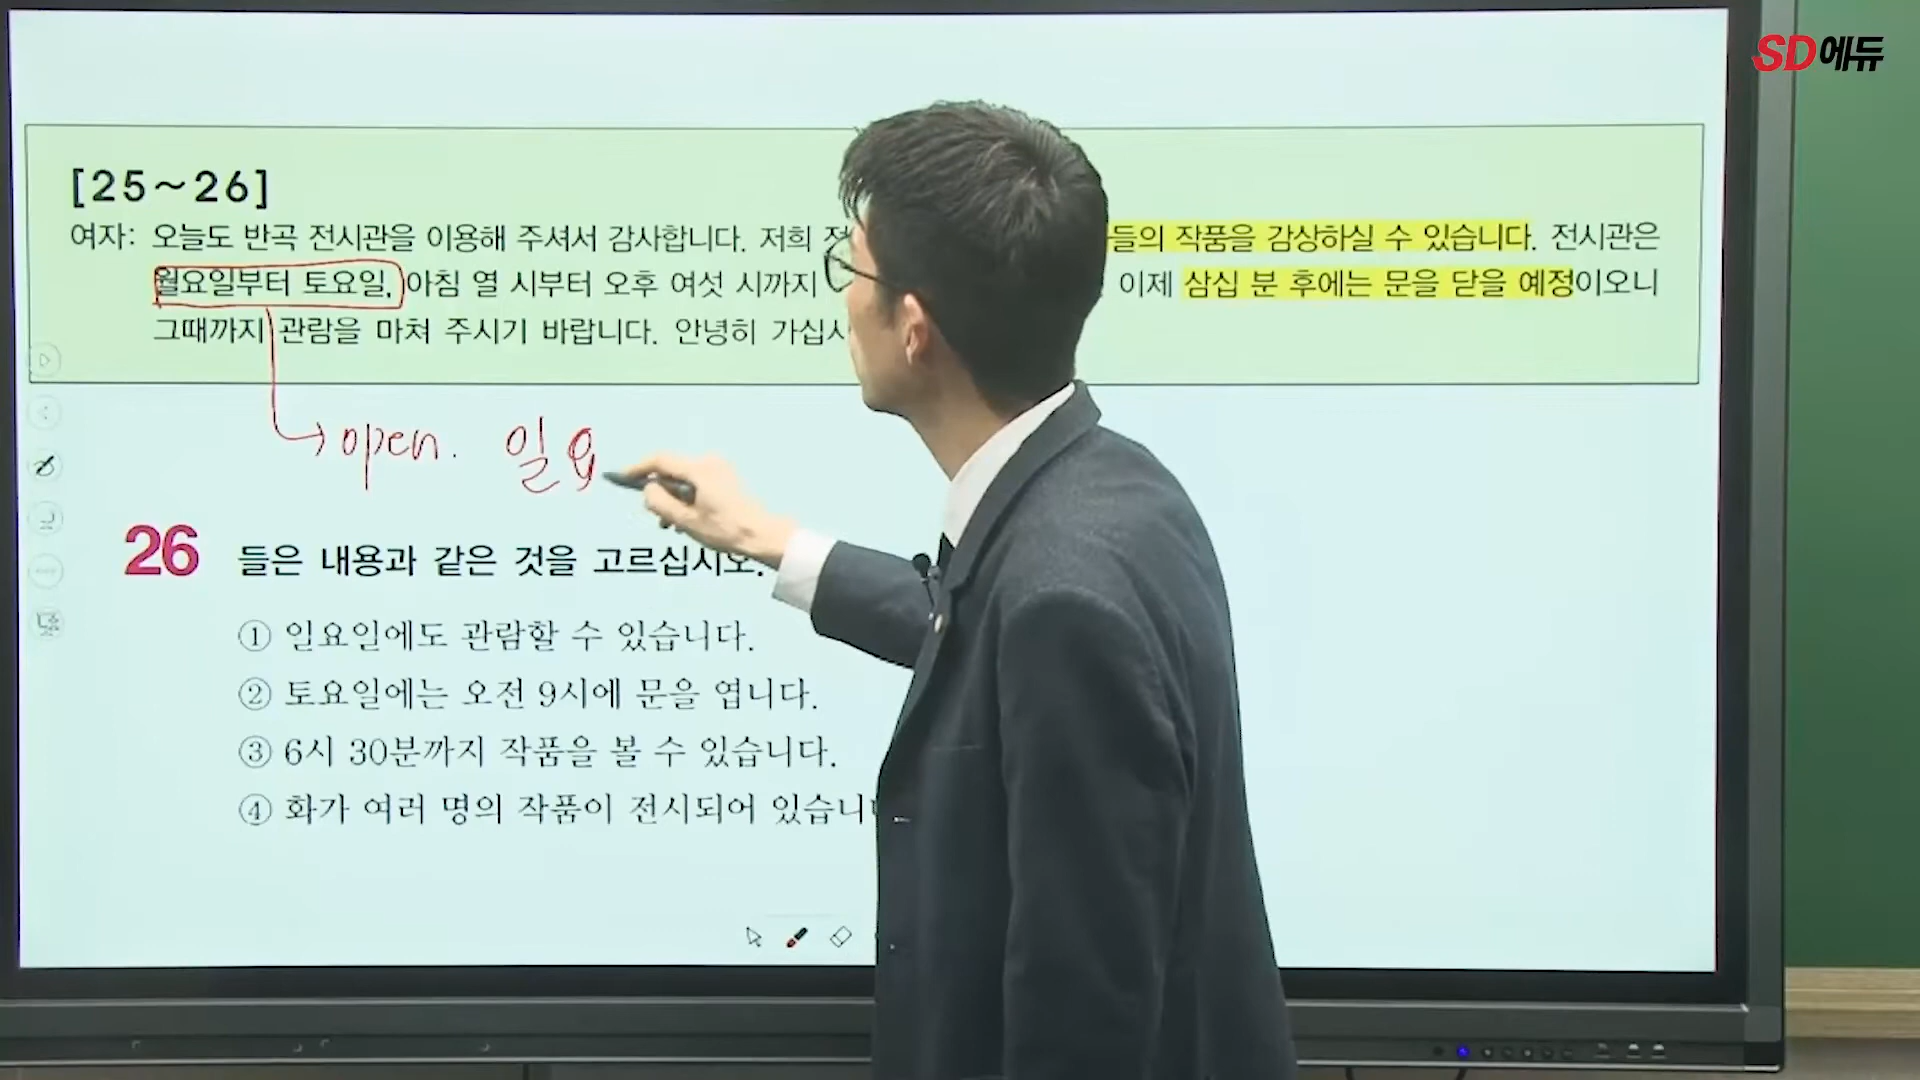 SD에듀
[25~26]
여자: 오늘도 반곡 전시관을 이용해 주셔서 감사합니다. 저희 들의 작품을 감상하실 수 있습니다. 전시관은
월요일부터 토요일, 아침 열 시부터 오후 여섯 시까지 이제 삼십 분 후에는 문을 닫을 예정이오니
그때까지 관람을 마쳐 주시기 바랍니다. 안녕히
open. 일요
26 들은 내용과 같은 것을 고르십시오.
① 일요일에도 관람할 수 있습니다.
② 토요일에는 오전 9시에 문을 엽니다.
③ 6시 30분까지 작품을 볼 수 있습니다.
④ 화가 여러 명의 작품이 전시되어